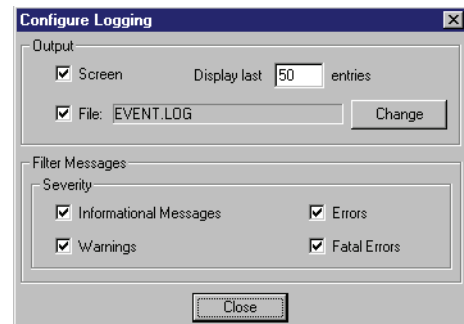 Configure Logging
Output
Screen Display last 50 entries
File: EVENT.LOG Change
Filter Messages
Severity
Informational Messages Errors
Warnings Fatal Errors
Close